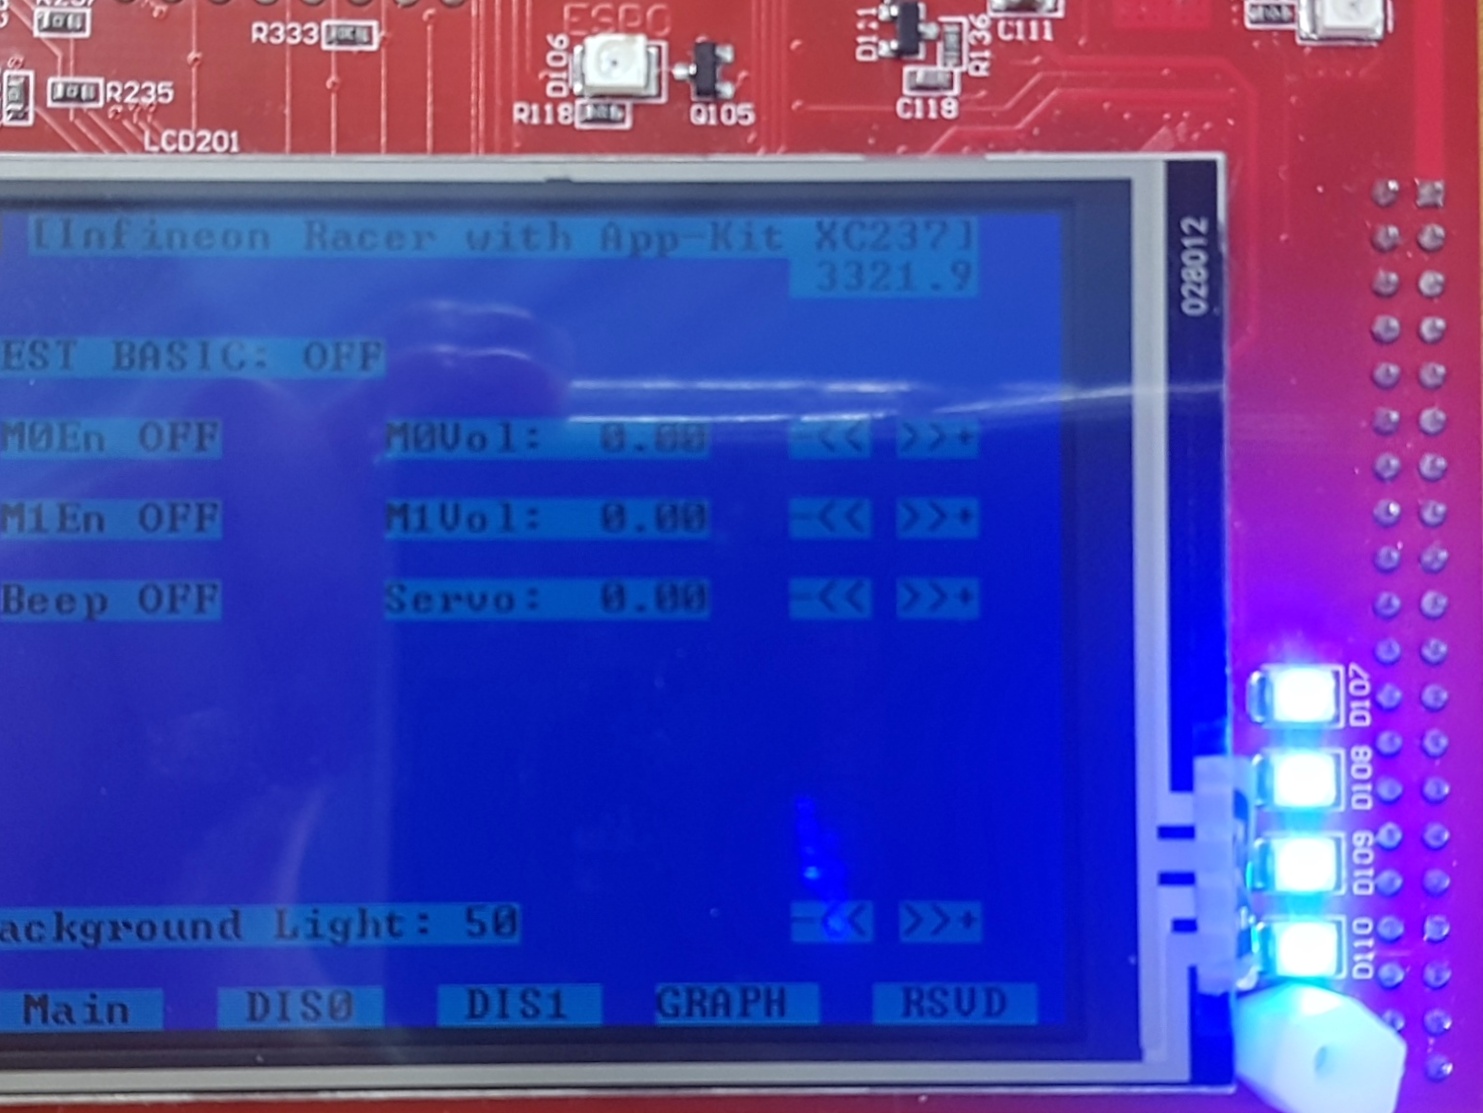 R333
ESPO
D106
R118
Q105
D111
R136
C111
C118
R235
LCD201
[Infineon Racer with App-Kit XC237]
3321.9
EST BASIC: OFF
M0En OFF M0Vol: 0.00 -<< >>+
M1En OFF M1Vol: 0.00 -<< >>+
Beep OFF Servo: 0.00 -<< >>+
ackground Light: 50 -<< >>+
Main DIS0 DIS1 GRAPH RSVD
028012
D107
D108
D109
D110